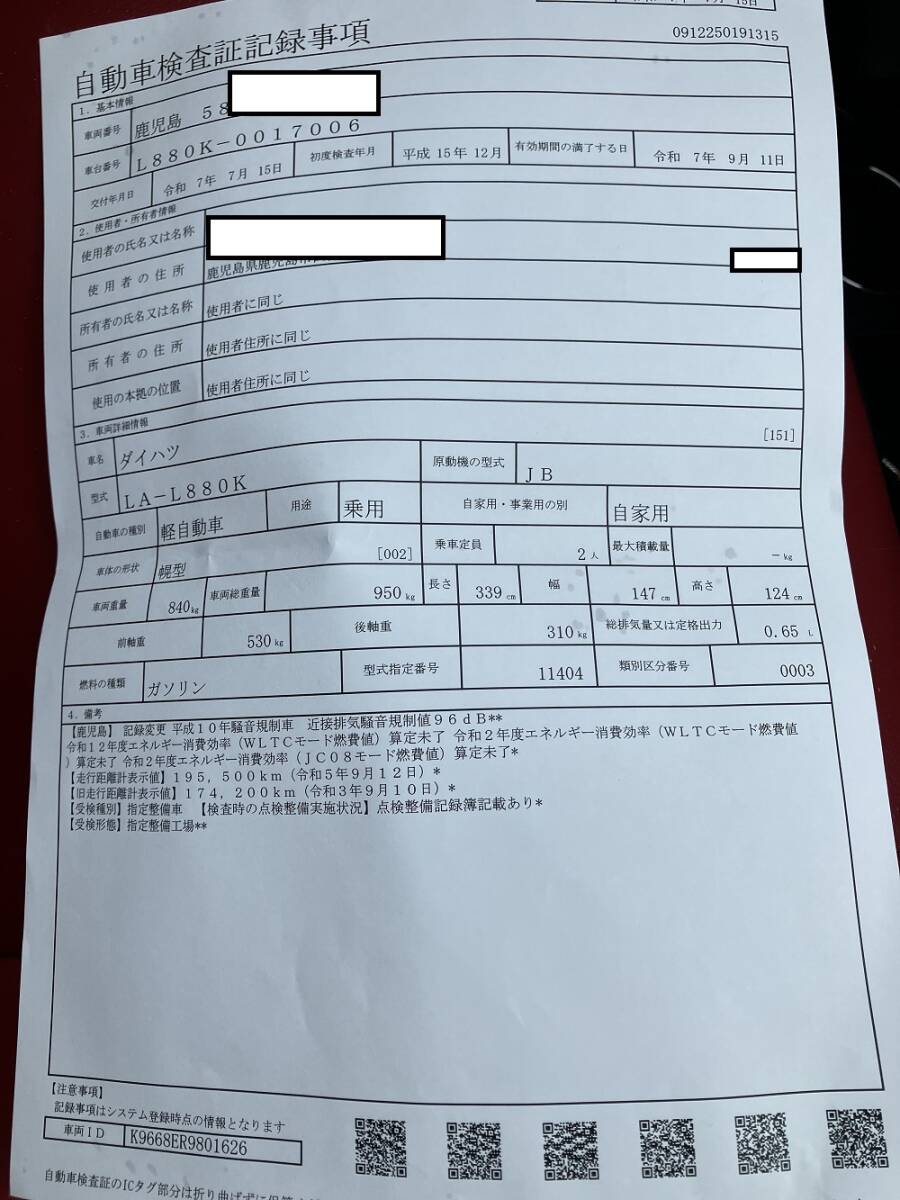 15日
0912250191315
自動車検査証記録事項
1．基本情報
車両番号 鹿児島 58
車台番号 L880K-0017006
交付年月日 令和 7年 7月 15日 初度検査年月 平成 15年 12月 有効期間の満了する日 令和 7年 9月 11日
2．使用者・所有者情報
使用者の氏名又は名称
使用者の住所 鹿児島県鹿児島市
所有者の氏名又は名称 使用者に同じ
所有者の住所 使用者住所に同じ
使用の本拠の位置 使用者住所に同じ
3．車両詳細情報
車名 ダイハツ [151] 原動機の型式 JB
型式 LA-L880K
自動車の種別 軽自動車 用途 乗用 自家用・事業用の別 自家用
車体の形状 幌型 [002] 乗車定員 2人 最大積載量 -kg
車両重量 840kg 車両総重量 950kg 長さ 339cm 幅 147cm 高さ 124cm
前軸重 530kg 後軸重 310kg 総排気量又は定格出力 0.65L
燃料の種類 ガソリン 型式指定番号 11404 類別区分番号 0003
4．備考
【鹿児島】 記録変更 平成10年騒音規制車 近接排気騒音規制値96dB**
令和12年度エネルギー消費効率（WLTCモード燃費値）算定未了 令和2年度エネルギー消費効率（WLTCモード燃費値
）算定未了 令和2年度エネルギー消費効率（JC08モード燃費値）算定未了*
【走行距離計表示値】195，500km（令和5年9月12日）*
【旧走行距離計表示値】174，200km（令和3年9月10日）*
【受検種別】指定整備車 【検査時の点検整備実施状況】点検整備記録簿記載あり*
【受検形態】指定整備工場**
【注意事項】
記録事項はシステム登録時点の情報となります
車両ID K9668ER9801626
自動車検査証のICタグ部分は折り曲げずに保管